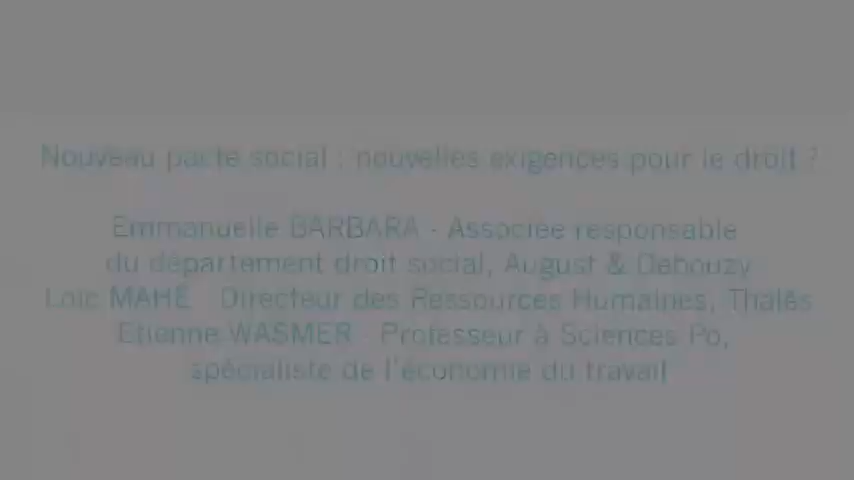 Nouveau pacte social : nouvelles exigences pour le droit ?
Emmanuelle BARBARA - Associée responsable
du département droit social, August & Debouzy
Loïc MAHÉ - Directeur des Ressources Humaines, Thalès
Etienne WASMER - Professeur à Sciences Po,
spécialiste de l'économie du travail